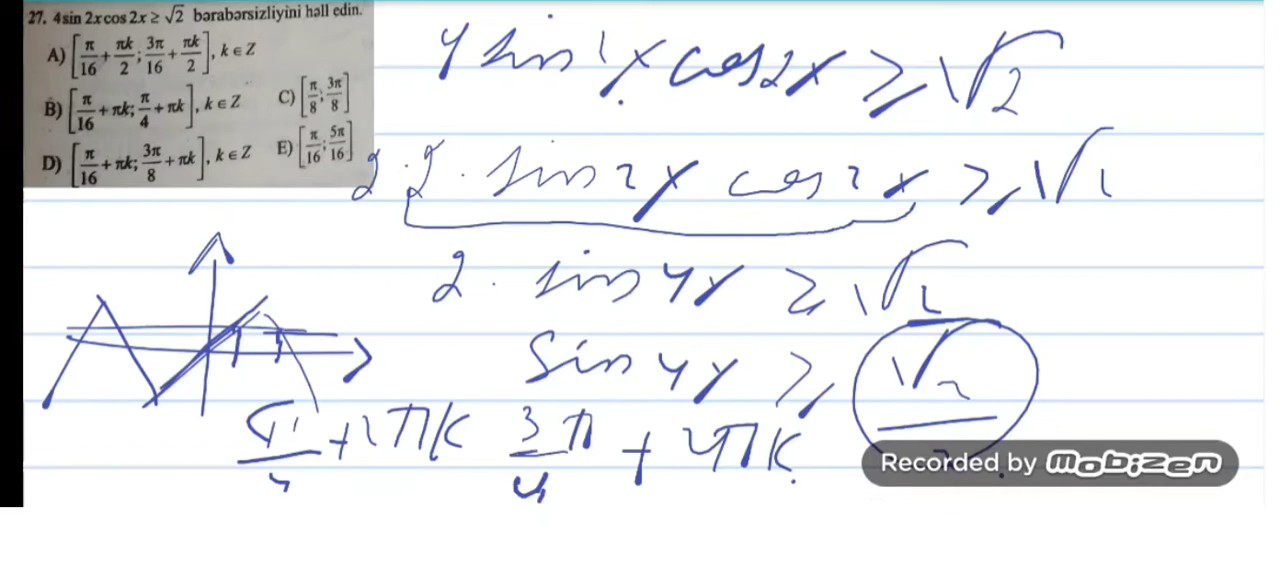 27. 4sin 2x cos 2x ≥ √2 bərabərsizliyini həll edin.
A) [π/16 + πk/2; 3π/16 + πk/2], k ∈ Z
B) [π/16 + πk; π/4 + πk], k ∈ Z C) [π/8; 3π/8]
D) [π/16 + πk; 3π/8 + πk], k ∈ Z E) [π/16; 5π/16]
4 sin 2x cos2x ≥ √2
2·2·sin 2x cos 2x ≥ √2
2· sin 4x ≥ √2
Sin 4x ≥ √2
π/4 + 2πk 3π/4 + 2πk
Recorded by mobizen